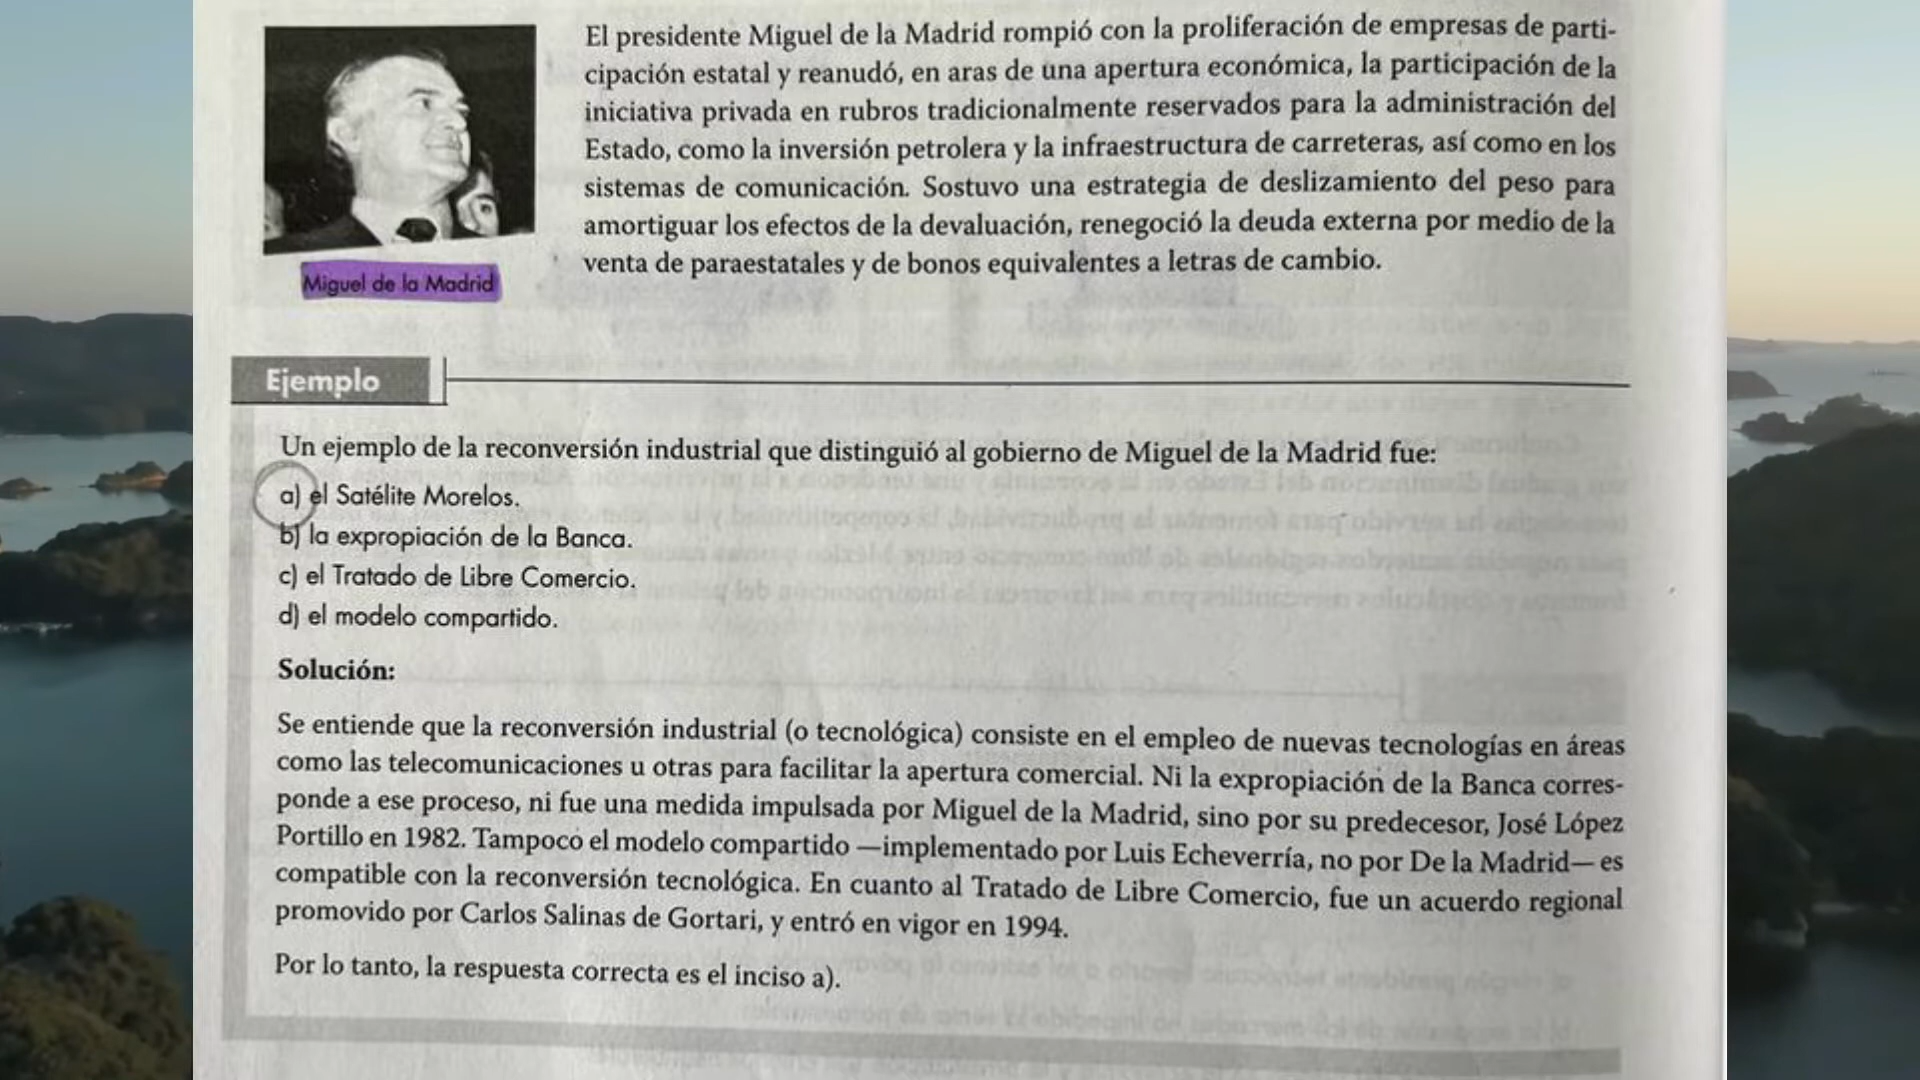 El presidente Miguel de la Madrid rompió con la proliferación de empresas de parti-
cipación estatal y reanudó, en aras de una apertura económica, la participación de la
iniciativa privada en rubros tradicionalmente reservados para la administración del
Estado, como la inversión petrolera y la infraestructura de carreteras, así como en los
sistemas de comunicación. Sostuvo una estrategia de deslizamiento del peso para
amortiguar los efectos de la devaluación, renegoció la deuda externa por medio de la
venta de paraestatales y de bonos equivalentes a letras de cambio.
Miguel de la Madrid
Ejemplo
Un ejemplo de la reconversión industrial que distinguió al gobierno de Miguel de la Madrid fue:
a) el Satélite Morelos.
b) la expropiación de la Banca.
c) el Tratado de Libre Comercio.
d) el modelo compartido.
Solución:
Se entiende que la reconversión industrial (o tecnológica) consiste en el empleo de nuevas tecnologías en áreas
como las telecomunicaciones u otras para facilitar la apertura comercial. Ni la expropiación de la Banca corres-
ponde a ese proceso, ni fue una medida impulsada por Miguel de la Madrid, sino por su predecesor, José López
Portillo en 1982. Tampoco el modelo compartido —implementado por Luis Echeverría, no por De la Madrid— es
compatible con la reconversión tecnológica. En cuanto al Tratado de Libre Comercio, fue un acuerdo regional
promovido por Carlos Salinas de Gortari, y entró en vigor en 1994.
Por lo tanto, la respuesta correcta es el inciso a).